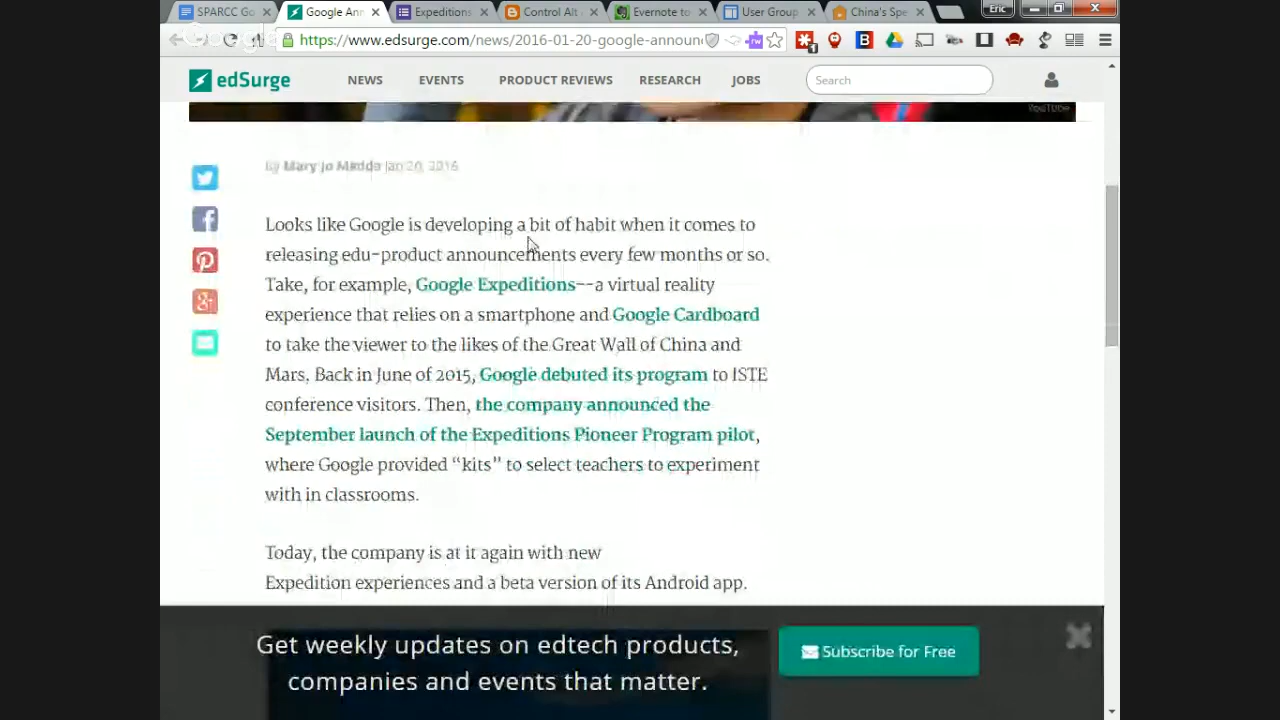 SPARCC Go
Google Ann
Expeditions
Control Alt
Evernote to
User Group
China's Spe
Eric
https://www.edsurge.com/news/2016-01-20-google-announ
edSurge
NEWS
EVENTS
PRODUCT REVIEWS
RESEARCH
JOBS
Search
YouTube
By Mary Jo Madda Jan 20, 2016
Looks like Google is developing a bit of habit when it comes to
releasing edu-product announcements every few months or so.
Take, for example, Google Expeditions--a virtual reality
experience that relies on a smartphone and Google Cardboard
to take the viewer to the likes of the Great Wall of China and
Mars. Back in June of 2015, Google debuted its program to ISTE
conference visitors. Then, the company announced the
September launch of the Expeditions Pioneer Program pilot,
where Google provided “kits” to select teachers to experiment
with in classrooms.
Today, the company is at it again with new
Expedition experiences and a beta version of its Android app.
Get weekly updates on edtech products,
companies and events that matter.
Subscribe for Free